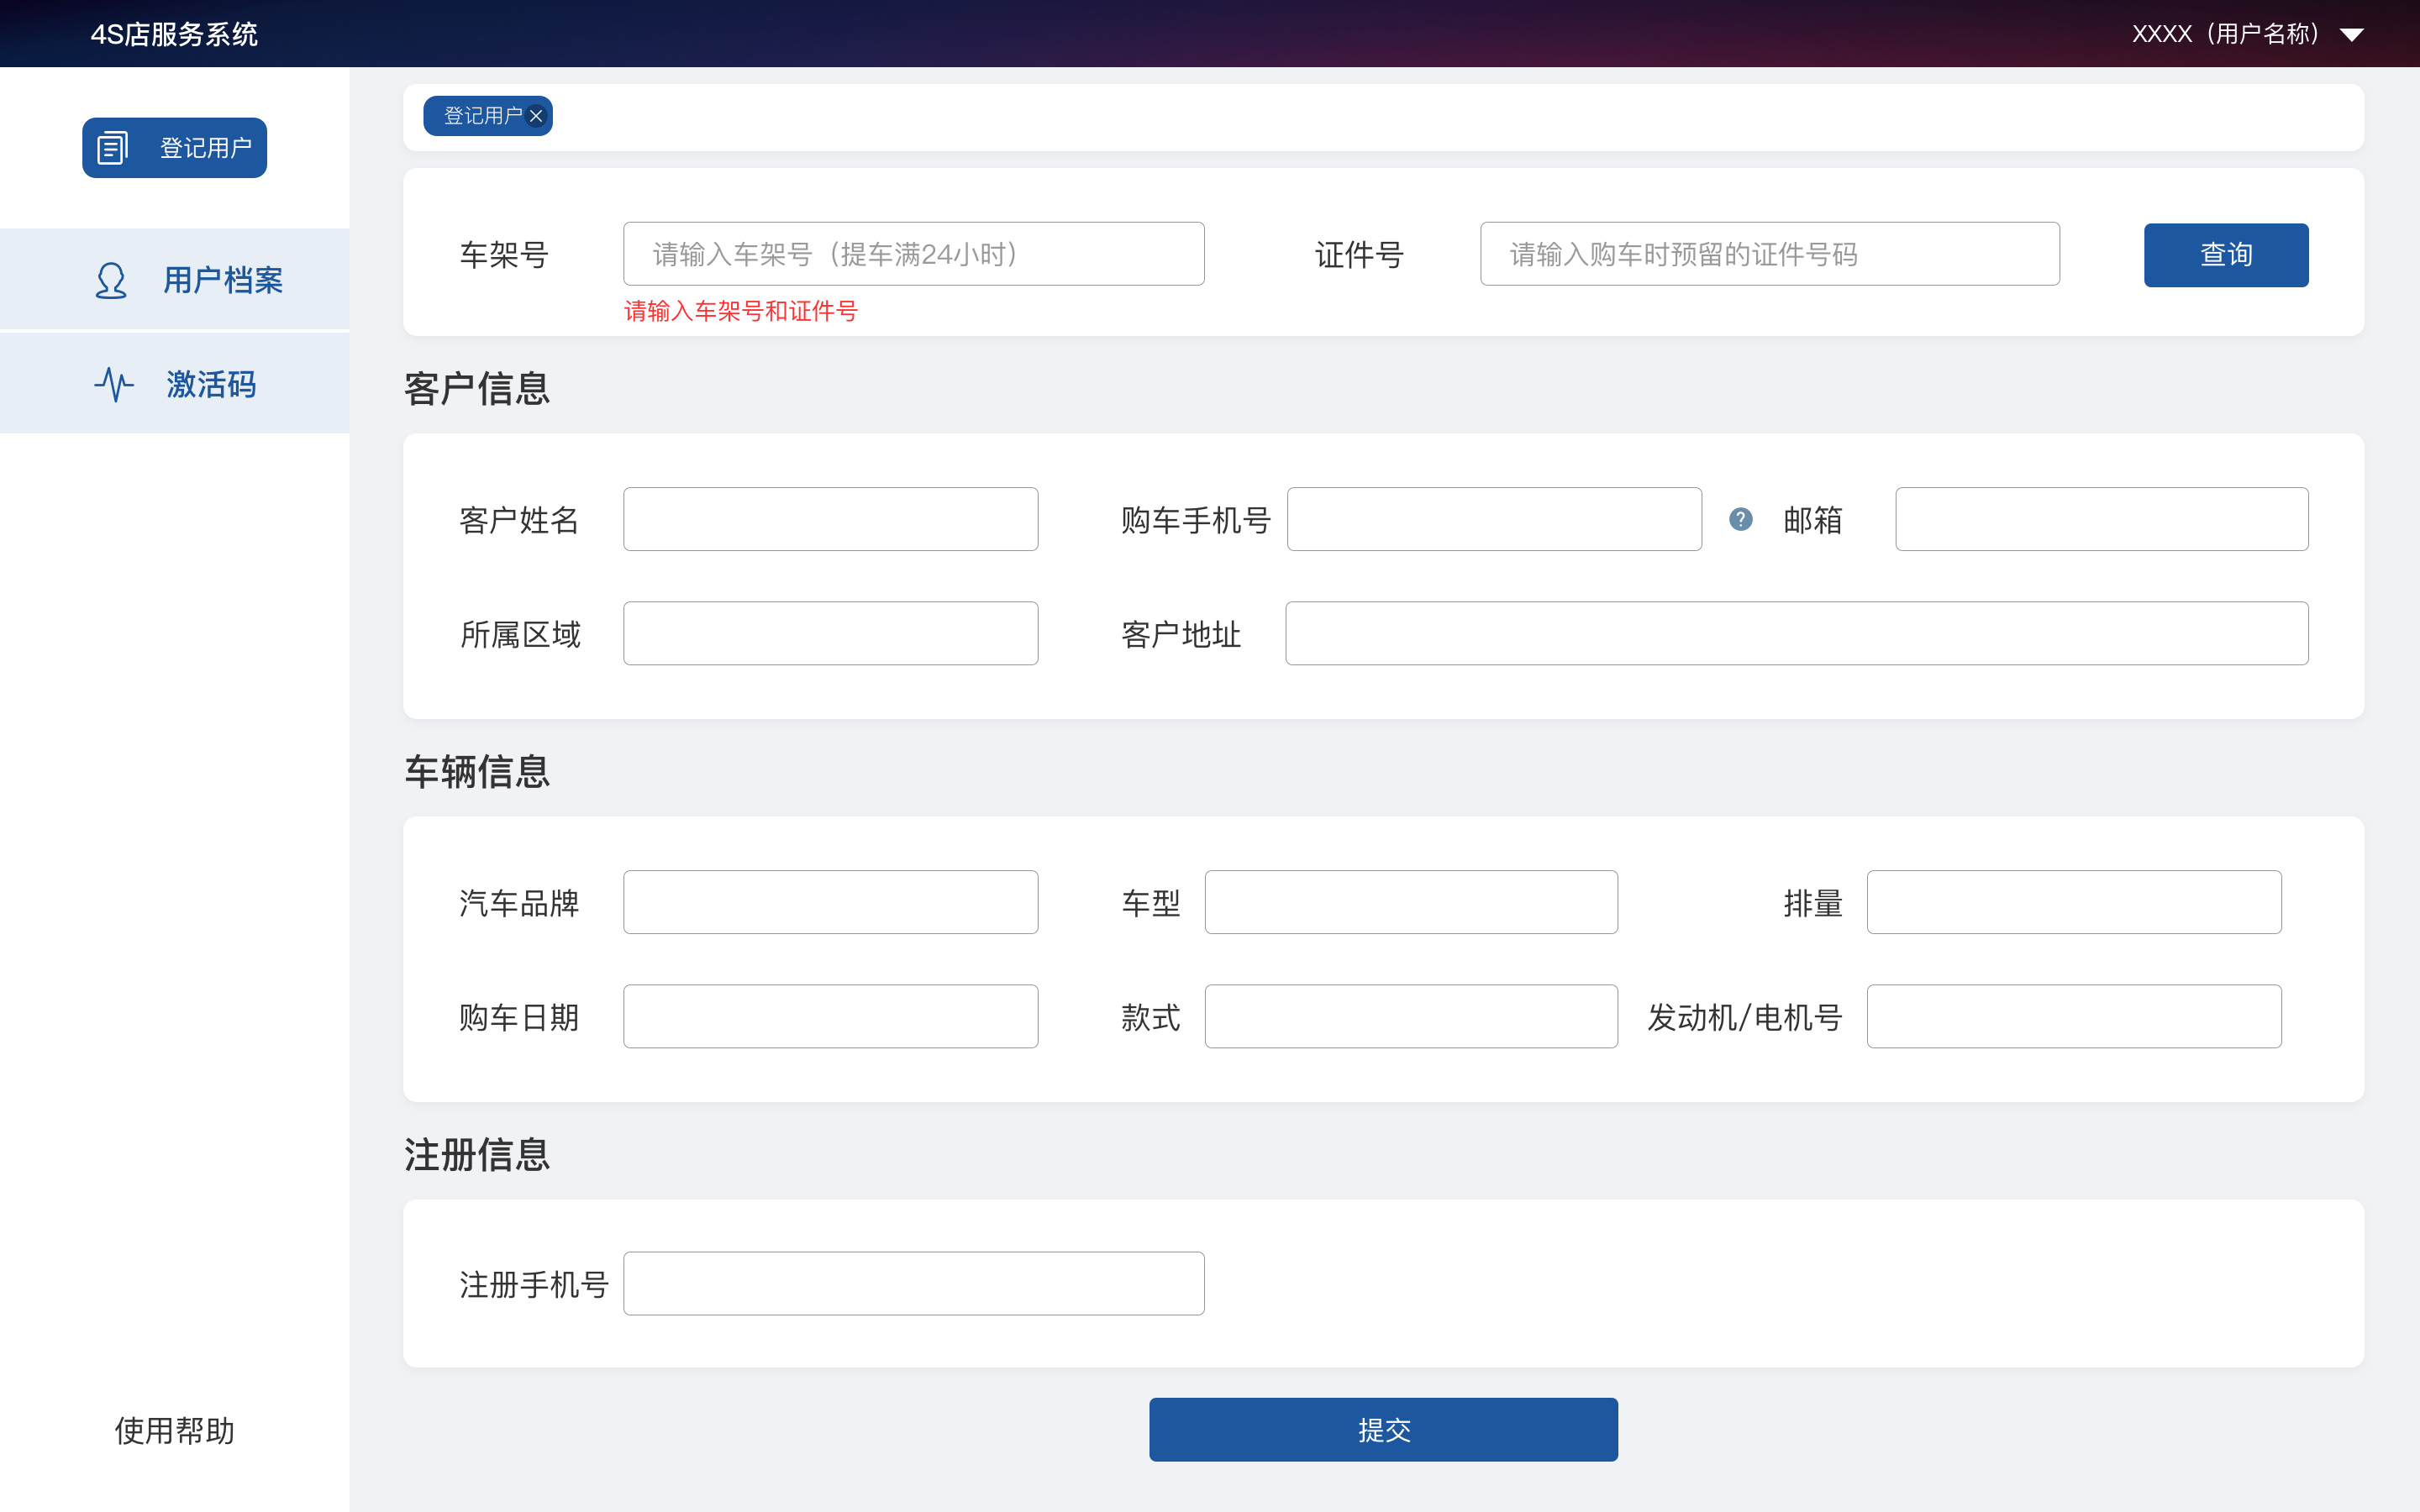 4S店服务系统
XXXX（用户名称）
登记用户
用户档案
激活码
使用帮助
登记用户
车架号 请输入车架号（提车满24小时） 证件号 请输入购车时预留的证件号码 查询
请输入车架号和证件号
客户信息
客户姓名 购车手机号 ? 邮箱
所属区域 客户地址
车辆信息
汽车品牌 车型 排量
购车日期 款式 发动机/电机号
注册信息
注册手机号
提交